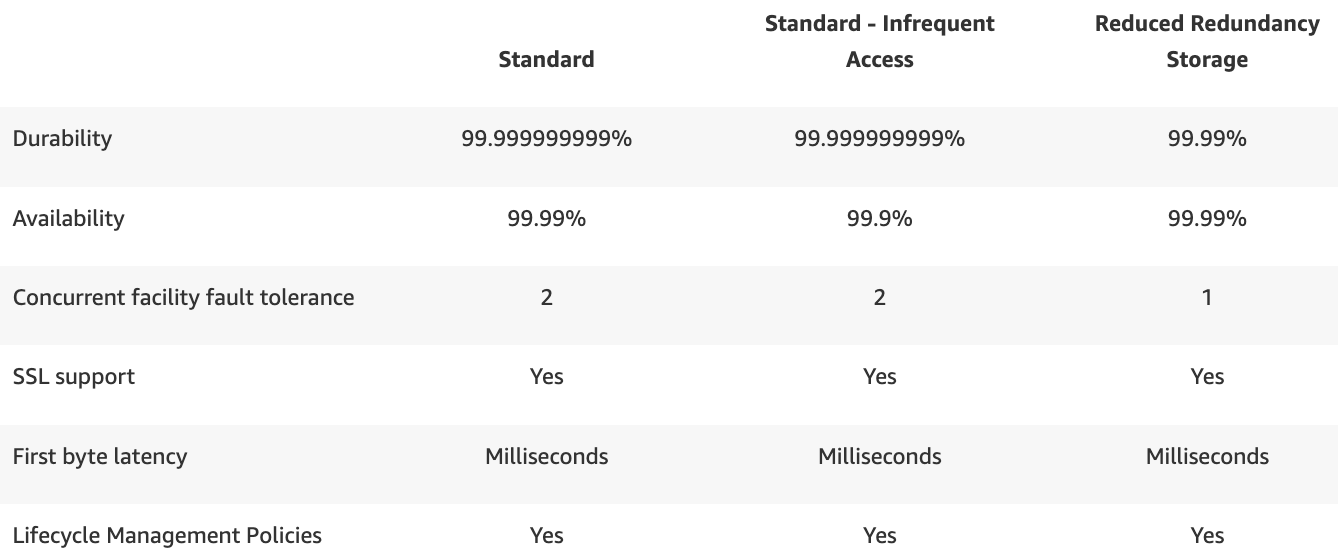 Standard - Infrequent Reduced Redundancy
Standard Access Storage
Durability 99.999999999% 99.999999999% 99.99%
Availability 99.99% 99.9% 99.99%
Concurrent facility fault tolerance 2 2 1
SSL support Yes Yes Yes
First byte latency Milliseconds Milliseconds Milliseconds
Lifecycle Management Policies Yes Yes Yes